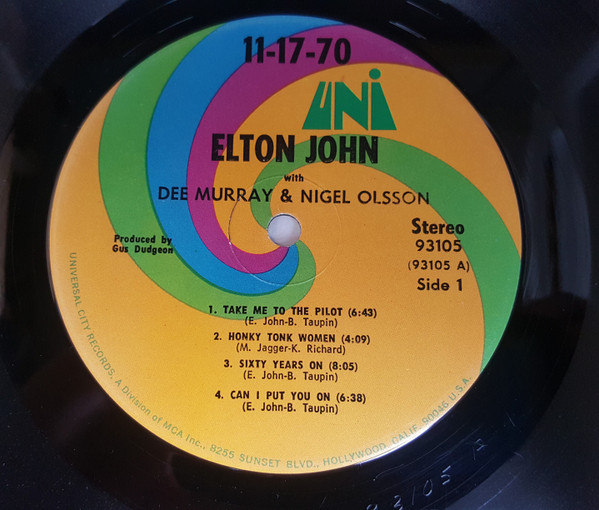 11-17-70
UNI
ELTON JOHN
with
DEE MURRAY & NIGEL OLSSON
Produced by
Gus Dudgeon
Stereo
93105
(93105 A)
Side 1
1. TAKE ME TO THE PILOT (6:43)
(E. John-B. Taupin)
2. HONKY TONK WOMEN (4:09)
(M. Jagger-K. Richard)
3. SIXTY YEARS ON (8:05)
(E. John-B. Taupin)
4. CAN I PUT YOU ON (6:38)
(E. John-B. Taupin)
UNIVERSAL CITY RECORDS, A Division of MCA Inc., 8255 SUNSET BLVD., HOLLYWOOD, CALIF. 90046 U.S.A.